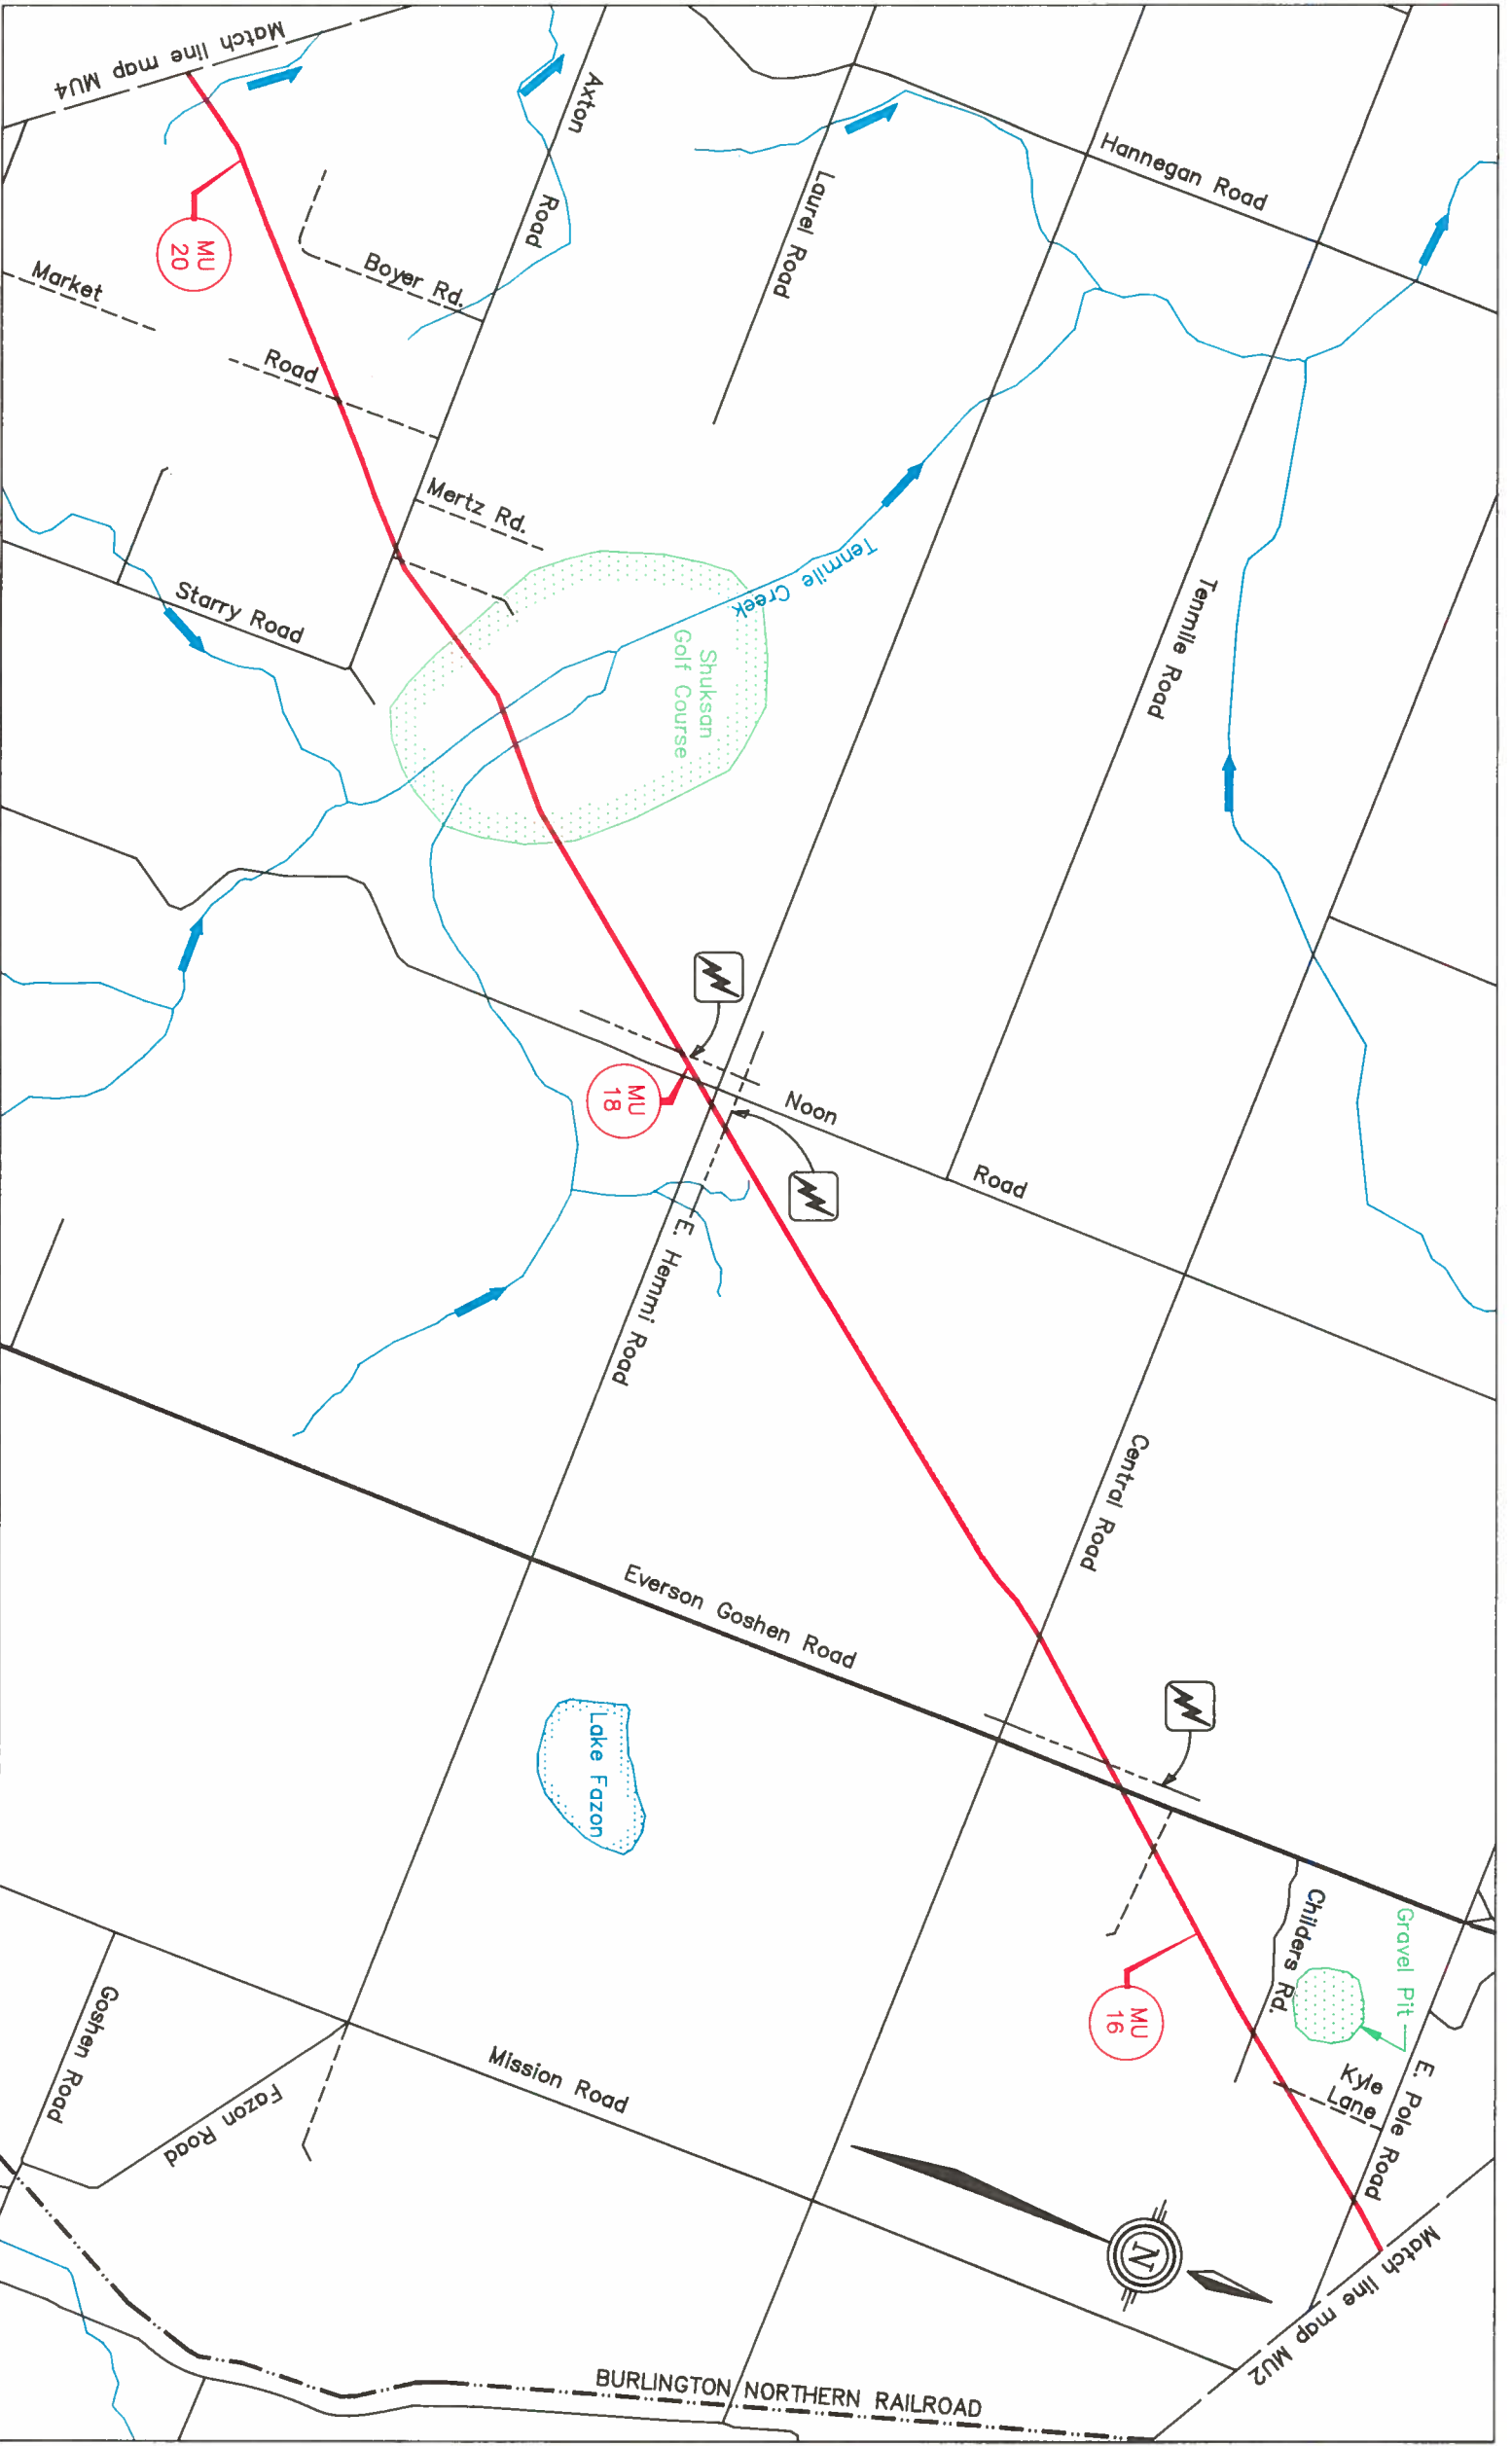 Match line map MU4
Axton
Road
Laurel Road
Hannegan Road
MU
20
Market
Road
Boyer Rd.
Mertz Rd.
Starry Road
Tenmile Creek
Shuksan
Golf Course
Tenmile Road
MU
18
Noon
Road
E. Hemmi Road
Central Road
Everson Goshen Road
Lake Fazon
Childers Rd.
Gravel Pit
MU
16
Kyle
Lane
E. Pole Road
Mission Road
Goshen Road
Fazon Road
N
Match line map MU2
BURLINGTON NORTHERN RAILROAD